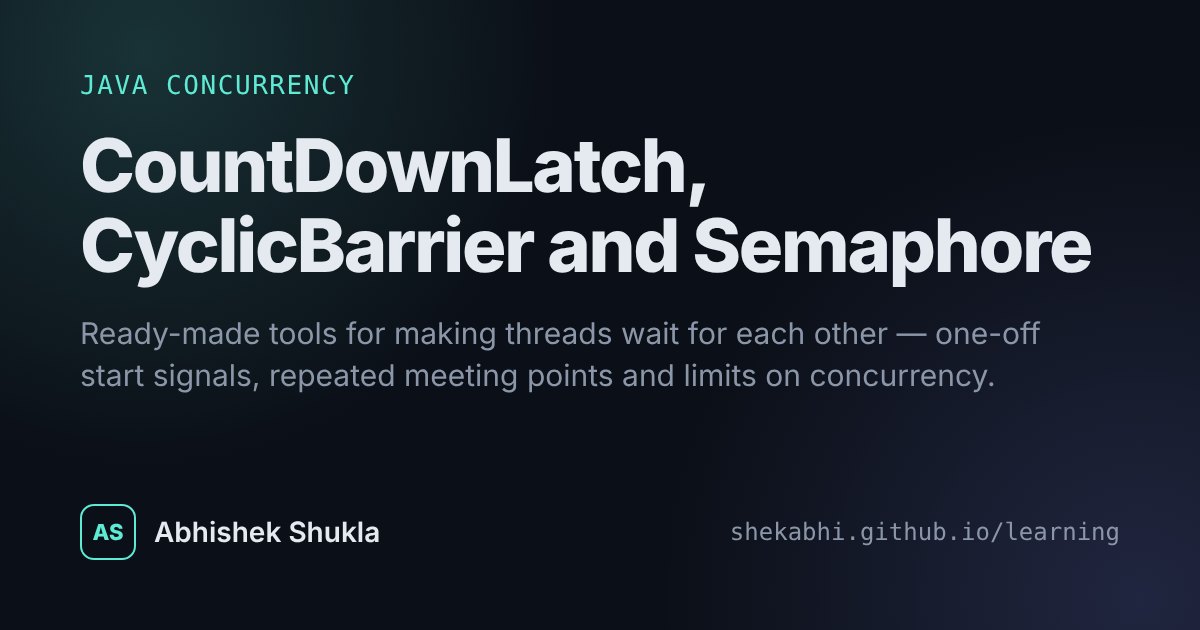 JAVA CONCURRENCY
CountDownLatch,
CyclicBarrier and Semaphore
Ready-made tools for making threads wait for each other — one-off
start signals, repeated meeting points and limits on concurrency.
AS
Abhishek Shukla
shekabhi.github.io/learning